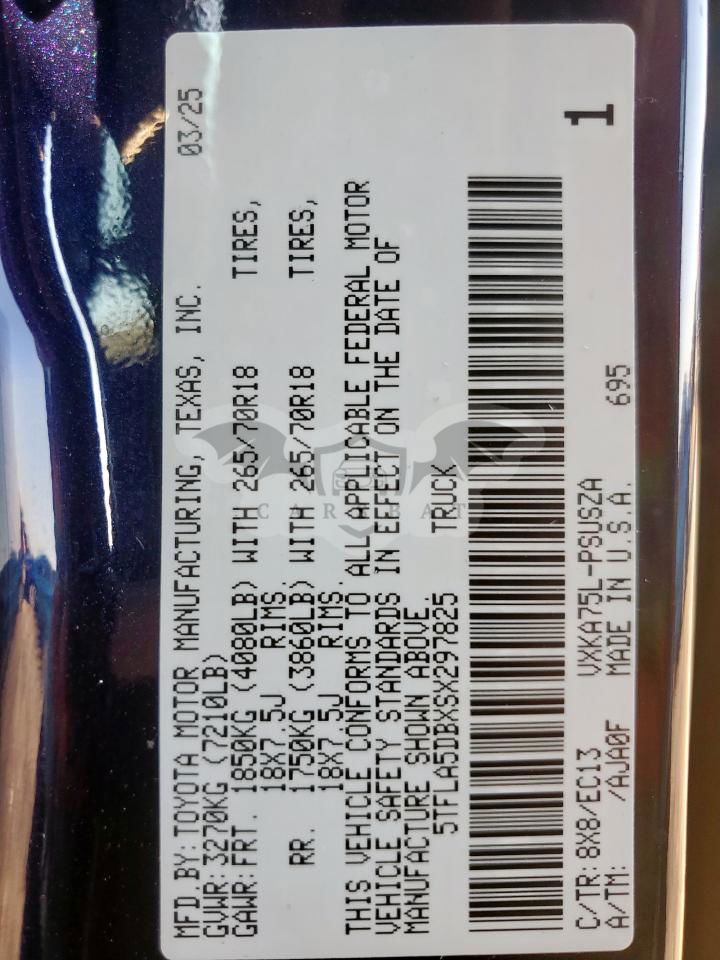 MFD.BY:TOYOTA MOTOR MANUFACTURING, TEXAS, INC. 03/25
GVWR:3270KG (7210LB)
GAWR:FRT. 1850KG (4080LB) WITH 265/70R18 TIRES,
18X7.5J RIMS.
RR. 1750KG (3860LB) WITH 265/70R18 TIRES,
18X7.5J RIMS.
THIS VEHICLE CONFORMS TO ALL APPLICABLE FEDERAL MOTOR
VEHICLE SAFETY STANDARDS IN EFFECT ON THE DATE OF
MANUFACTURE SHOWN ABOVE.
5TFLA5DBXSX297825 TRUCK
1
C/TR:8X8/EC13 VXKA75L-PSUSZA
A/TM: /AJA0F MADE IN U.S.A. 695
CARBAT